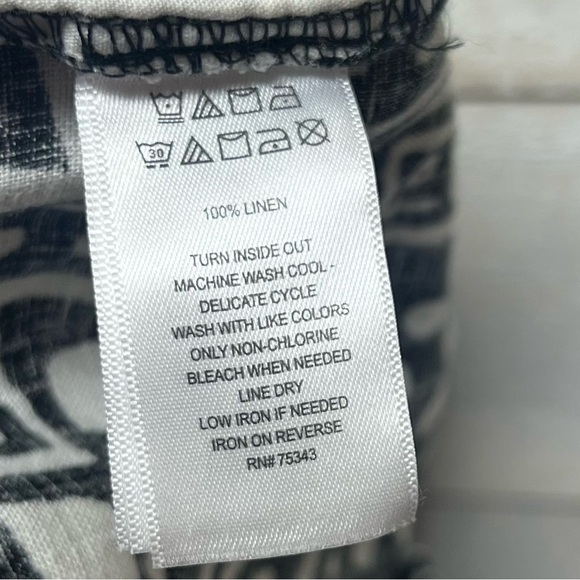 30
100% LINEN
TURN INSIDE OUT
MACHINE WASH COOL -
DELICATE CYCLE
WASH WITH LIKE COLORS
ONLY NON-CHLORINE
BLEACH WHEN NEEDED
LINE DRY
LOW IRON IF NEEDED
IRON ON REVERSE
RN# 75343